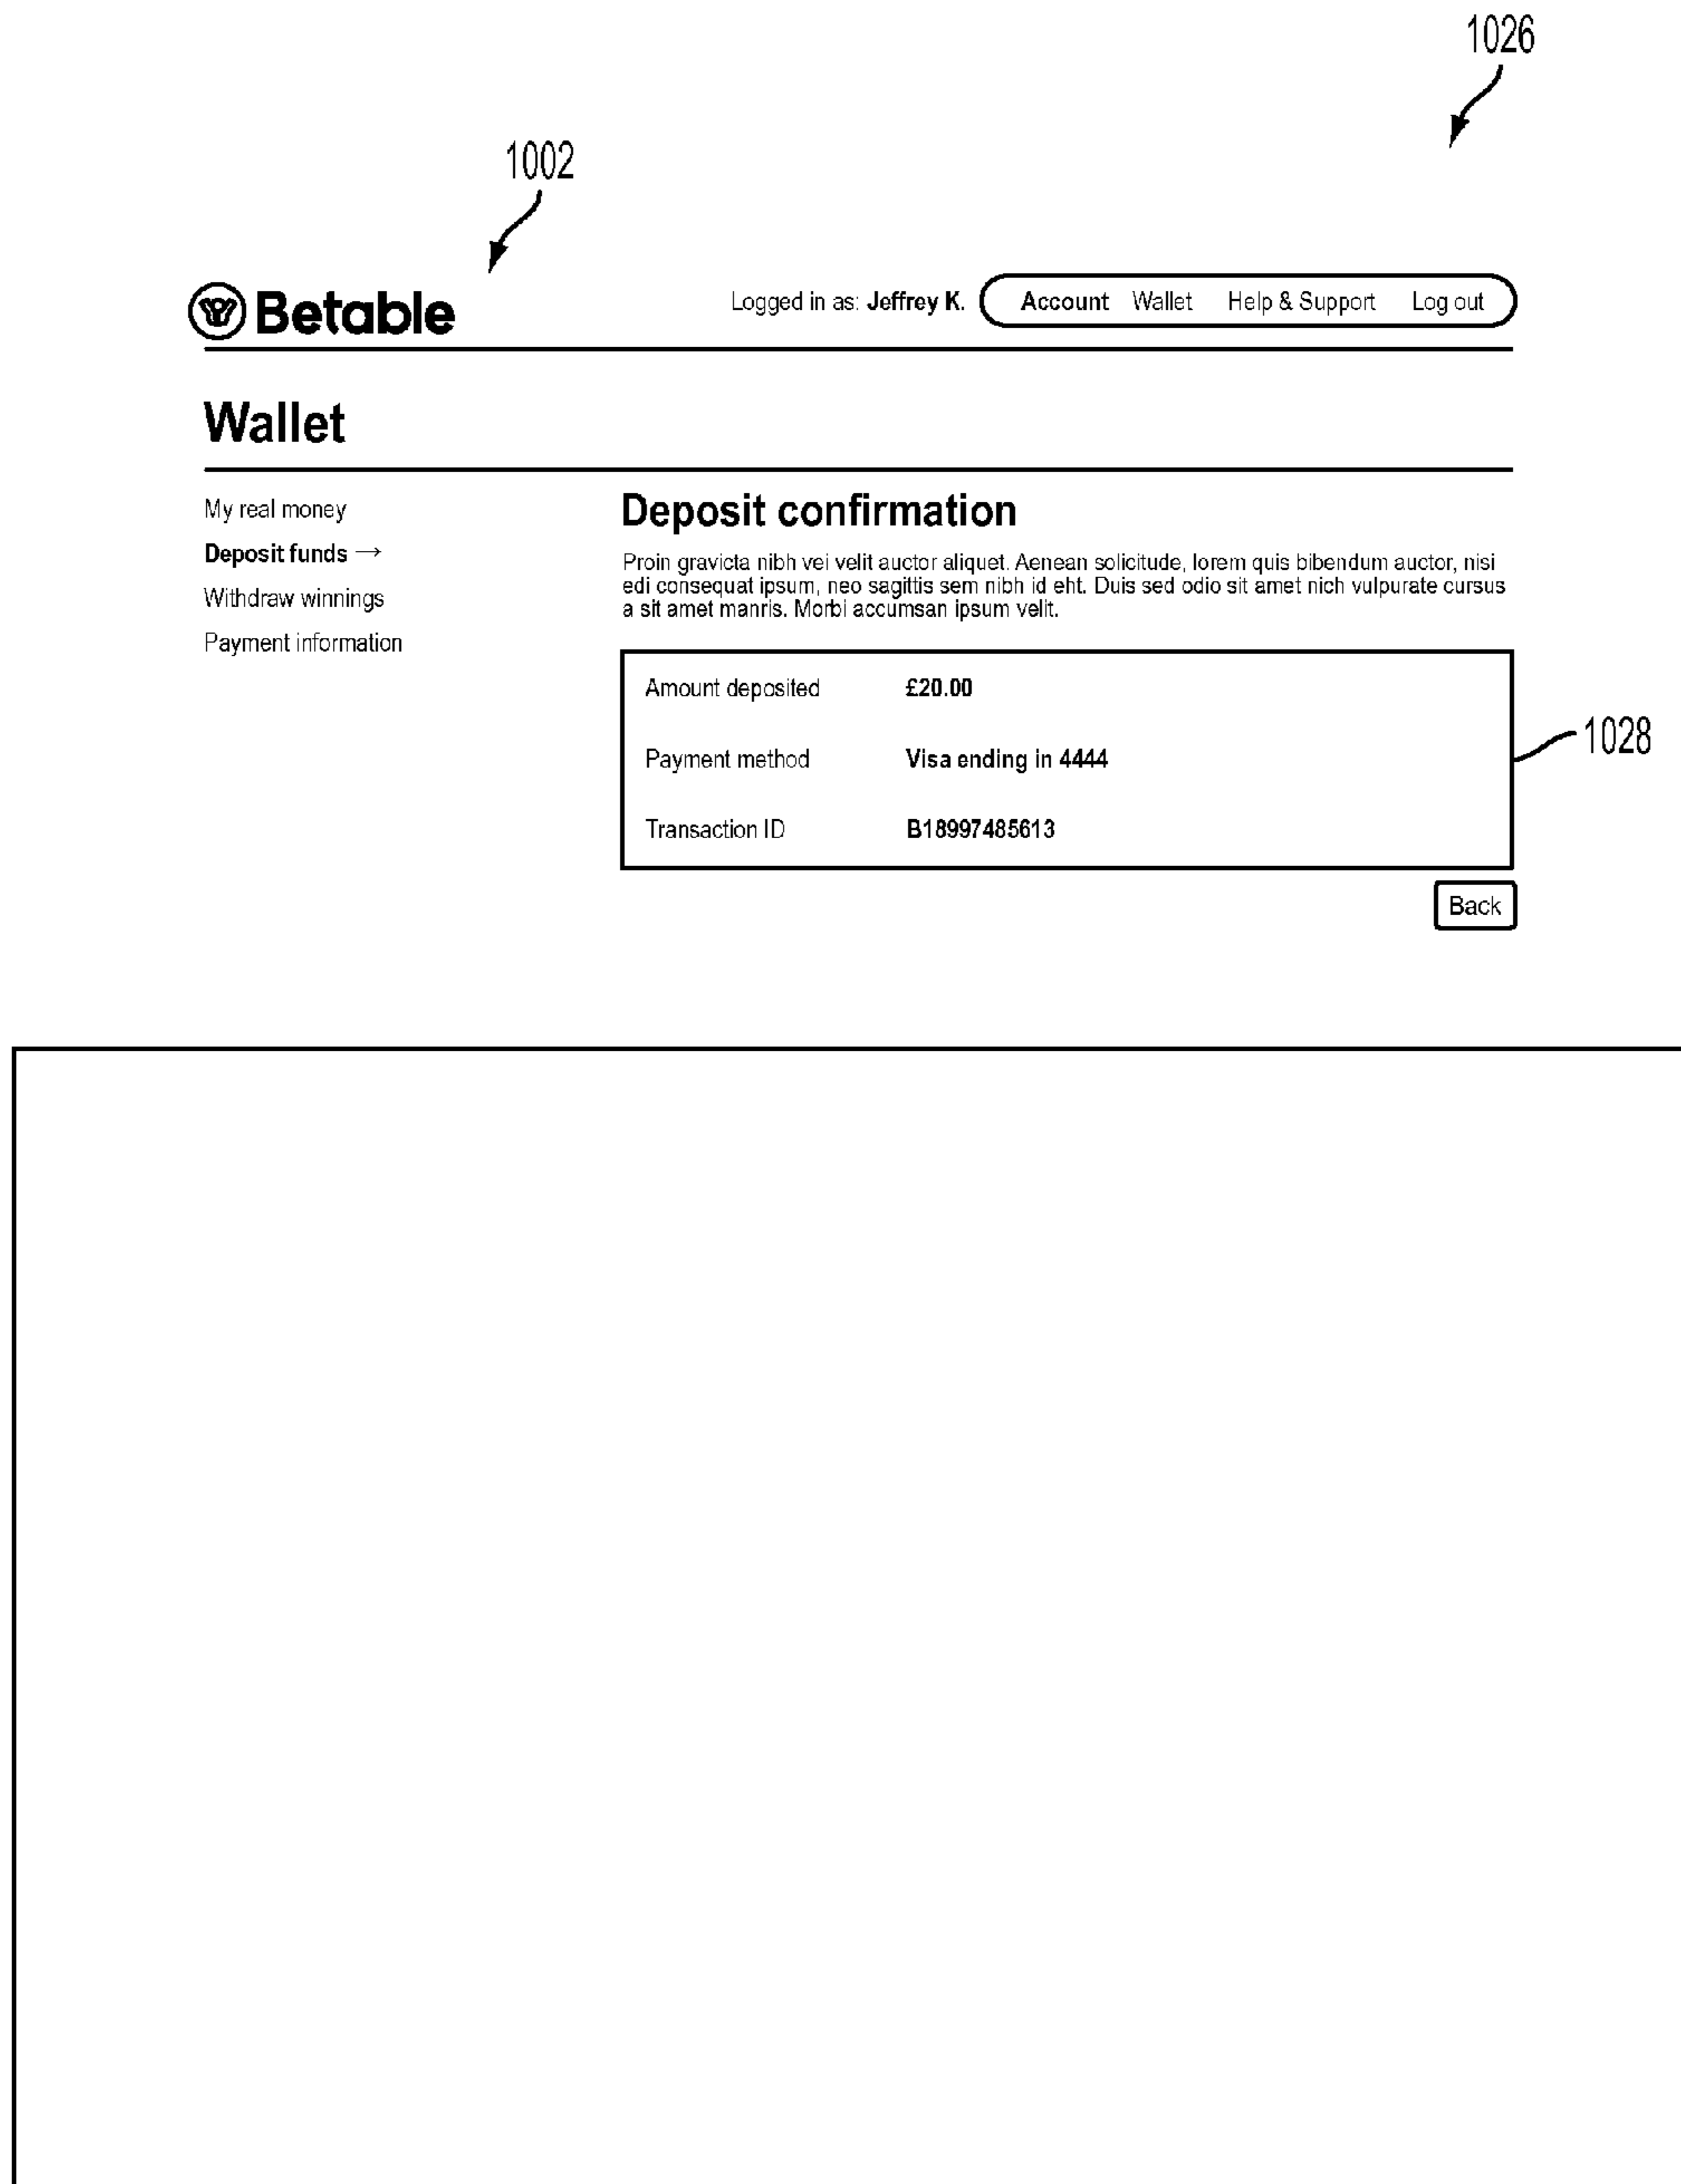 1026
1002
Betable
Logged in as: Jeffrey K. Account Wallet Help & Support Log out
Wallet
My real money
Deposit funds →
Withdraw winnings
Payment information
Deposit confirmation
Proin gravicta nibh vei velit auctor aliquet. Aenean solicitude, lorem quis bibendum auctor, nisi
edi consequat ipsum, neo sagittis sem nibh id eht. Duis sed odio sit amet nich vulpurate cursus
a sit amet manris. Morbi accumsan ipsum velit.
Amount deposited £20.00
Payment method Visa ending in 4444
Transaction ID B18997485613
1028
Back